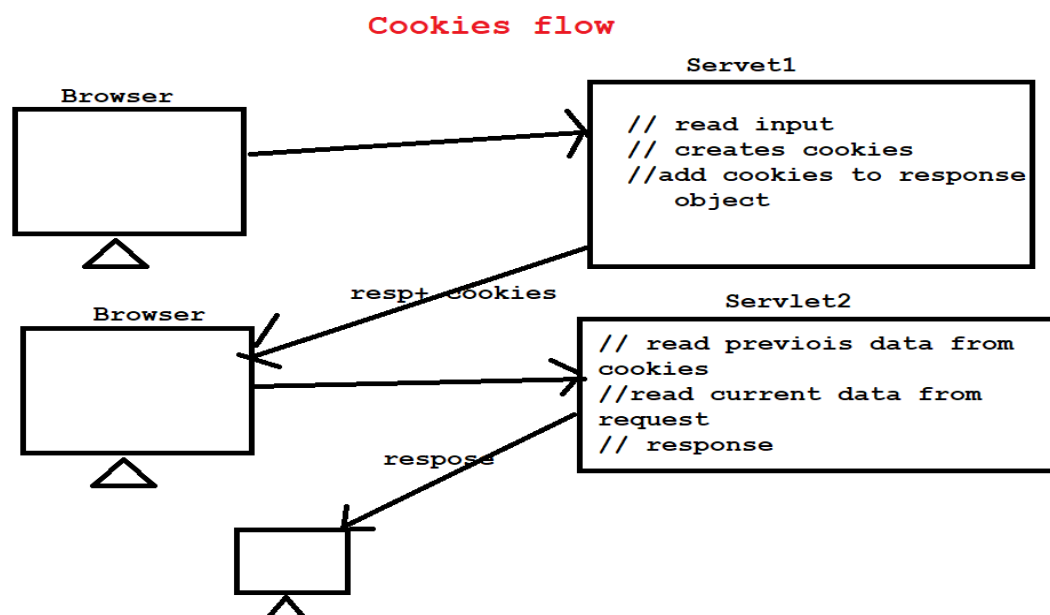 Cookies flow
Servet1
Browser
// read input
// creates cookies
//add cookies to response
object
resp+ cookies
Servlet2
Browser
// read previois data from
cookies
//read current data from
request
// response
respose